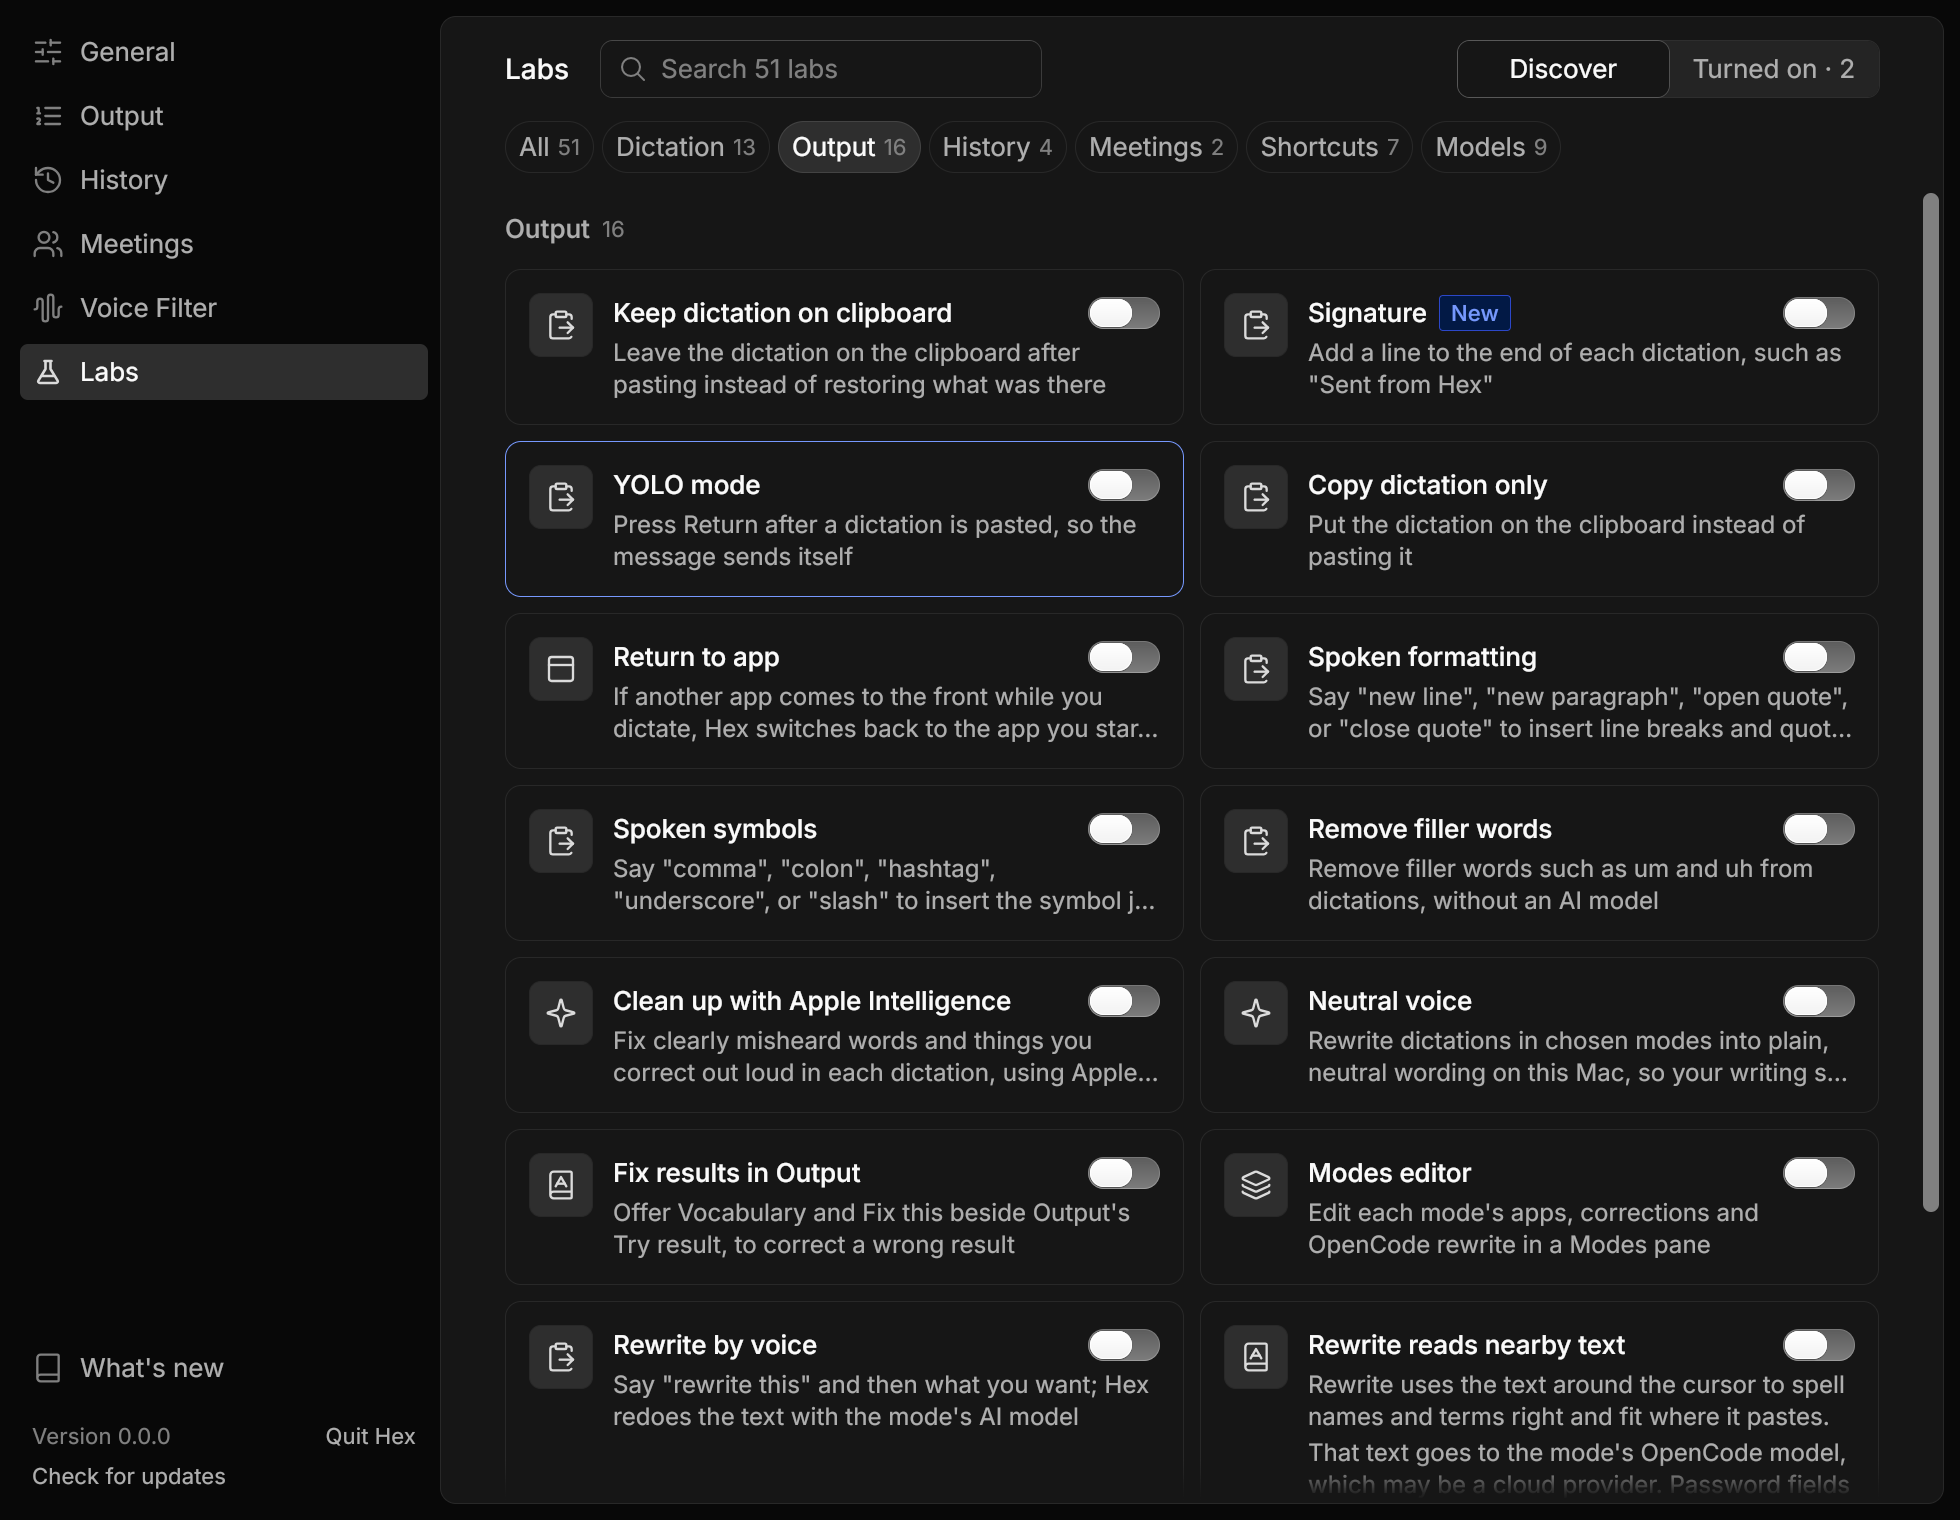 General
Output
History
Meetings
Voice Filter
Labs
What's new
Version 0.0.0
Quit Hex
Check for updates
Labs
Search 51 labs
Discover
Turned on · 2
All 51
Dictation 13
Output 16
History 4
Meetings 2
Shortcuts 7
Models 9
Output 16
Keep dictation on clipboard
Leave the dictation on the clipboard after
pasting instead of restoring what was there
Signature New
Add a line to the end of each dictation, such as
"Sent from Hex"
YOLO mode
Press Return after a dictation is pasted, so the
message sends itself
Copy dictation only
Put the dictation on the clipboard instead of
pasting it
Return to app
If another app comes to the front while you
dictate, Hex switches back to the app you star...
Spoken formatting
Say "new line", "new paragraph", "open quote",
or "close quote" to insert line breaks and quot...
Spoken symbols
Say "comma", "colon", "hashtag",
"underscore", or "slash" to insert the symbol j...
Remove filler words
Remove filler words such as um and uh from
dictations, without an AI model
Clean up with Apple Intelligence
Fix clearly misheard words and things you
correct out loud in each dictation, using Apple...
Neutral voice
Rewrite dictations in chosen modes into plain,
neutral wording on this Mac, so your writing s...
Fix results in Output
Offer Vocabulary and Fix this beside Output's
Try result, to correct a wrong result
Modes editor
Edit each mode's apps, corrections and
OpenCode rewrite in a Modes pane
Rewrite by voice
Say "rewrite this" and then what you want; Hex
redoes the text with the mode's AI model
Rewrite reads nearby text
Rewrite uses the text around the cursor to spell
names and terms right and fit where it pastes.
That text goes to the mode's OpenCode model,
which may be a cloud provider. Password fields